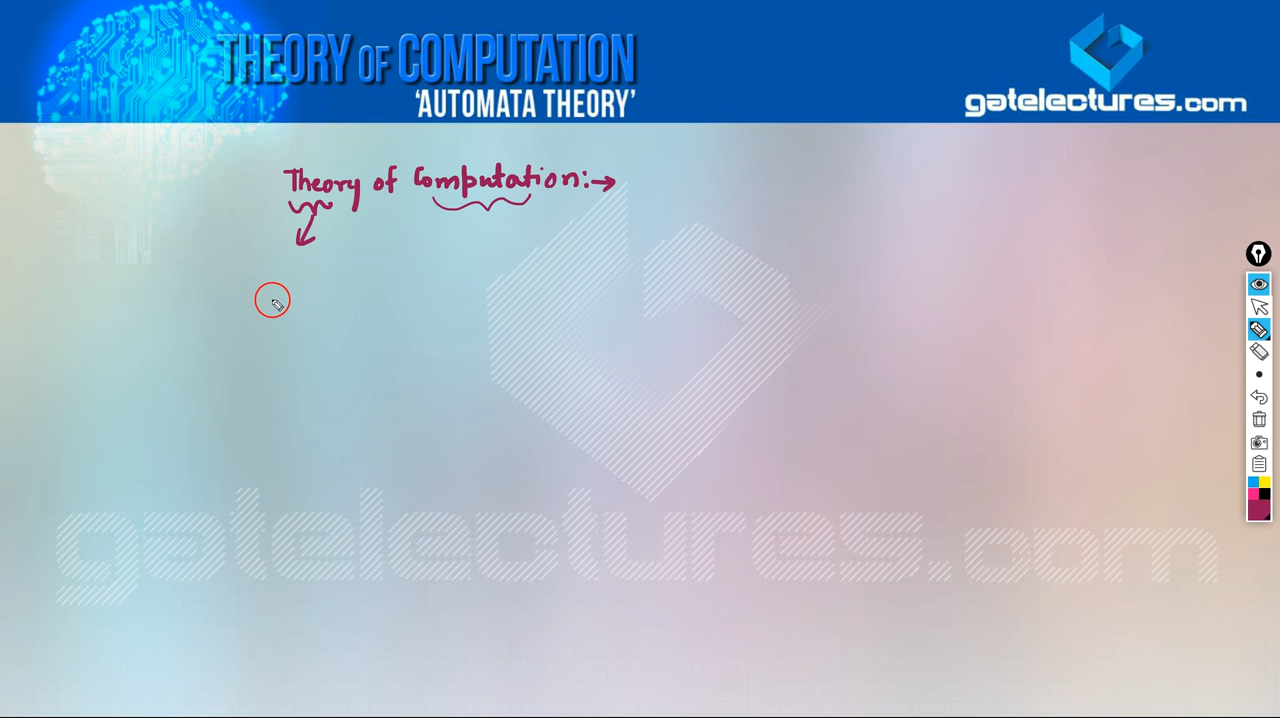 THEORY OF COMPUTATION
'AUTOMATA THEORY'
gatelectures.com
Theory of Computation:→
gatelectures.com